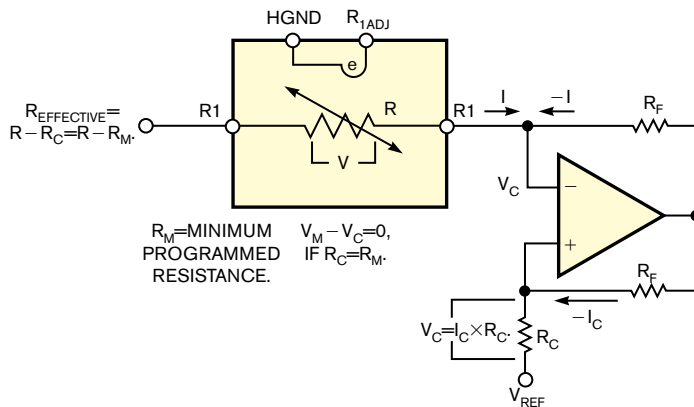 HGND R1ADJ
e
REFFECTIVE=
R−RC=R−RM.
R1 R R1 I −I RF
V
VC
−
+
RM=MINIMUM
PROGRAMMED
RESISTANCE.
VM−VC=0,
IF RC=RM.
RF
−IC
VC=IC×RC. RC
VREF